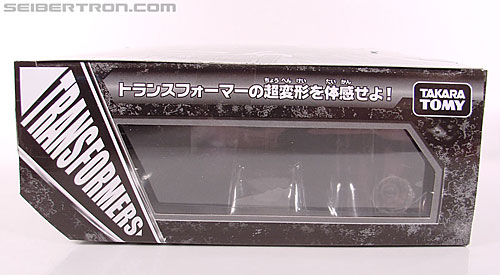 SEIBERTRON.COM
ちょうへんけい たいかん
トランスフォーマーの超変形を体感せよ!
TAKARA
TOMY
TRANSFORMERS